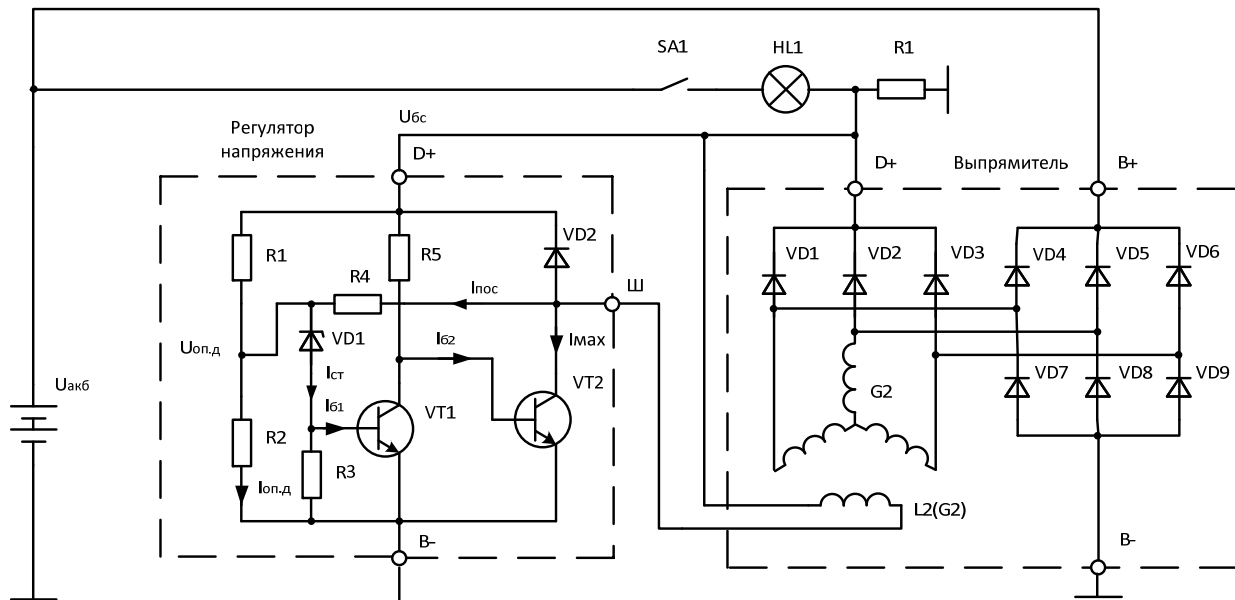 SA1
HL1
R1
Uбс
Регулятор
напряжения
D+
D+
Выпрямитель
B+
R1
R5
VD2
R4
Iпос
Ш
VD1
VD2
VD3
VD4
VD5
VD6
VD1
Uоп.д
Iст
Iб2
Iмах
Uакб
Iб1
VT1
VT2
G2
VD7
VD8
VD9
R2
R3
Iоп.д
L2(G2)
B-
B-